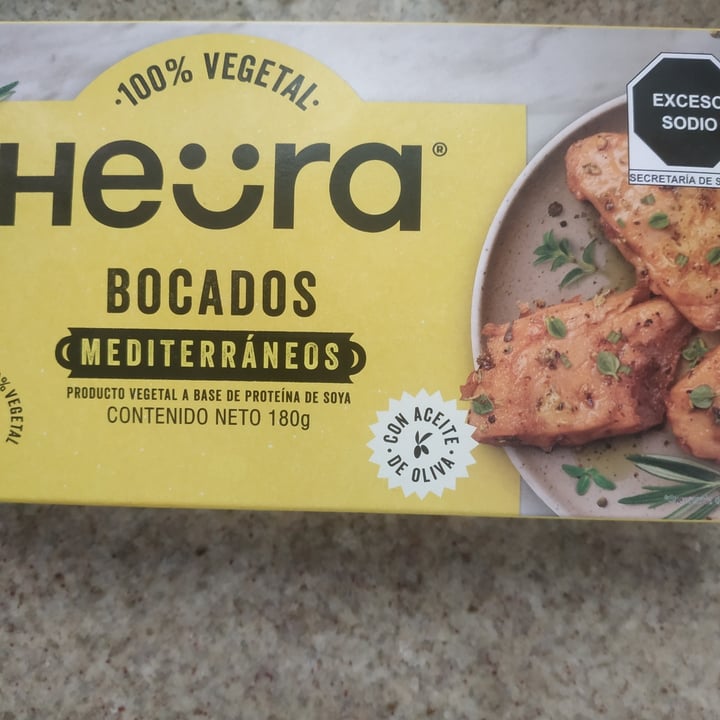 ·100% VEGETAL·
Heüra®
BOCADOS
MEDITERRÁNEOS
PRODUCTO VEGETAL A BASE DE PROTEÍNA DE SOYA
CONTENIDO NETO 180g
·CON ACEITE·
DE OLIVA
EXCESO
SODIO
SECRETARÍA DE S
% VEGETAL